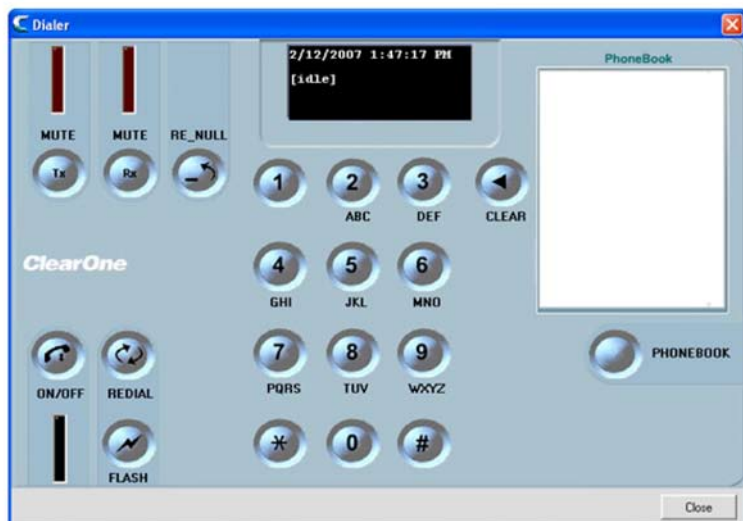 Dialer
2/12/2007 1:47:17 PM
[idle]
PhoneBook
MUTE MUTE RE_NULL
Tx Rx
1 2 3
ABC DEF CLEAR
ClearOne
4 5 6
GHI JKL MNO
7 8 9
PHONEBOOK
ON/OFF REDIAL PQRS TUV WXYZ
* 0 #
FLASH
Close